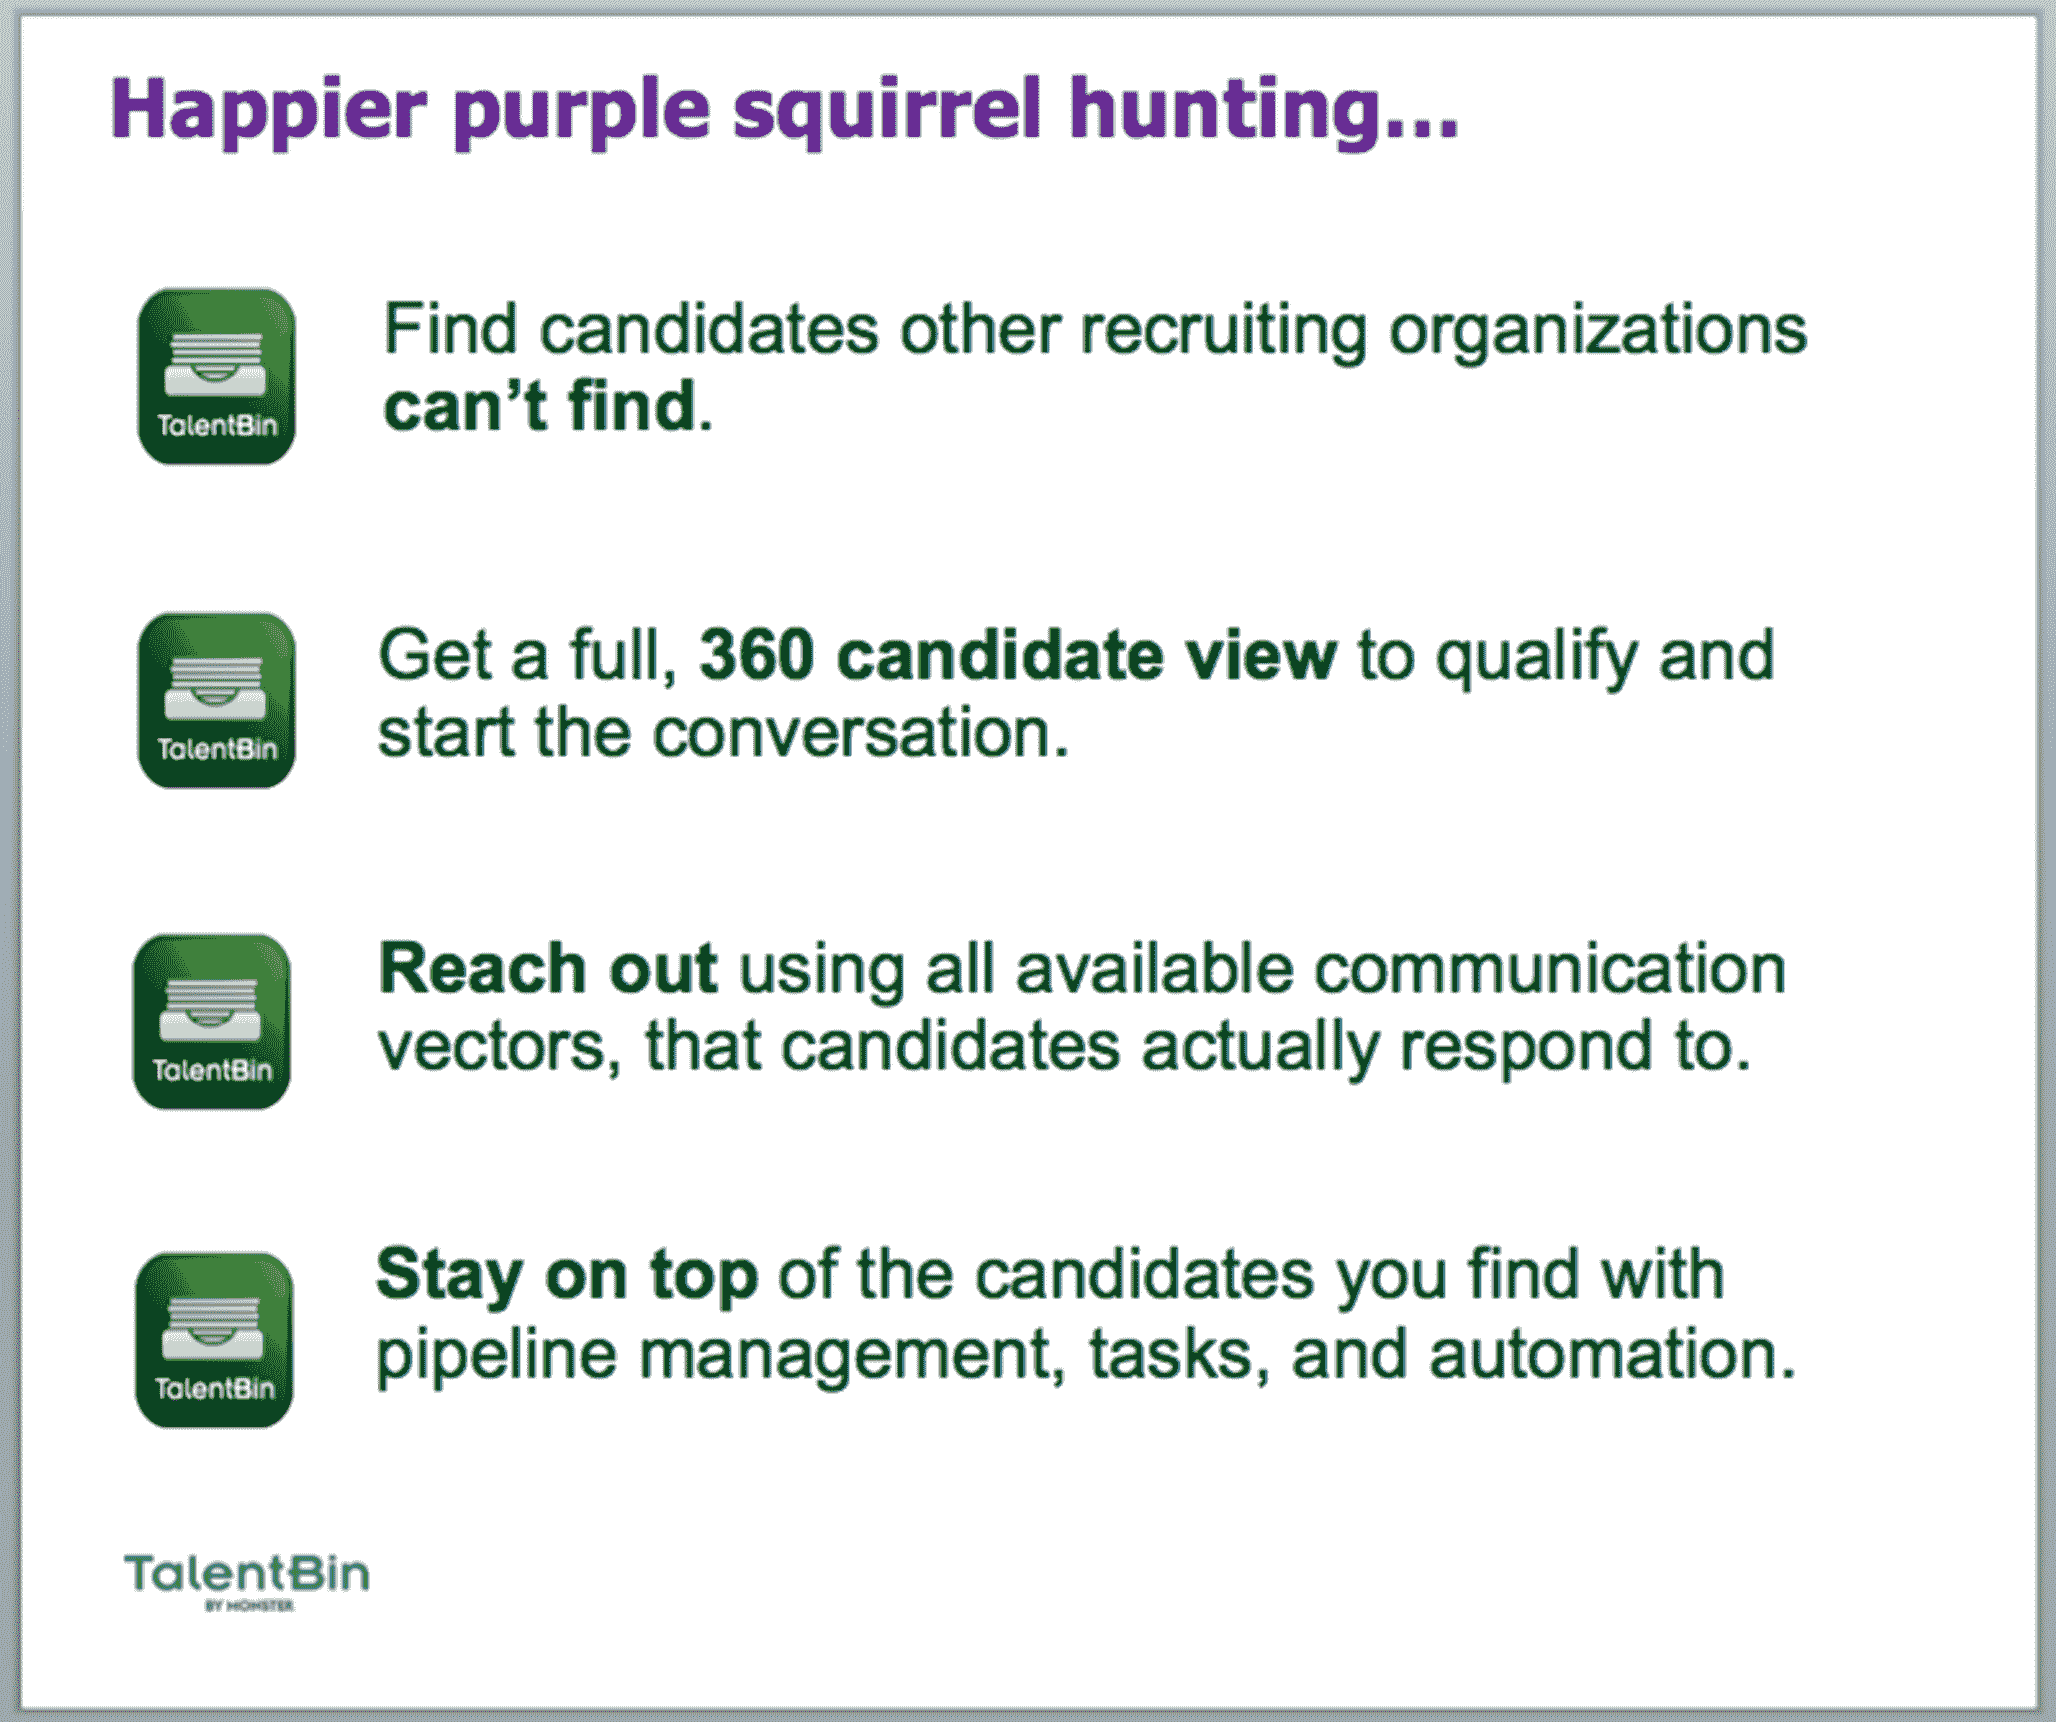 Happier purple squirrel hunting...
TalentBin
Find candidates other recruiting organizations
can’t find.
TalentBin
Get a full, 360 candidate view to qualify and
start the conversation.
TalentBin
Reach out using all available communication
vectors, that candidates actually respond to.
TalentBin
Stay on top of the candidates you find with
pipeline management, tasks, and automation.
TalentBin
BY MONSTER